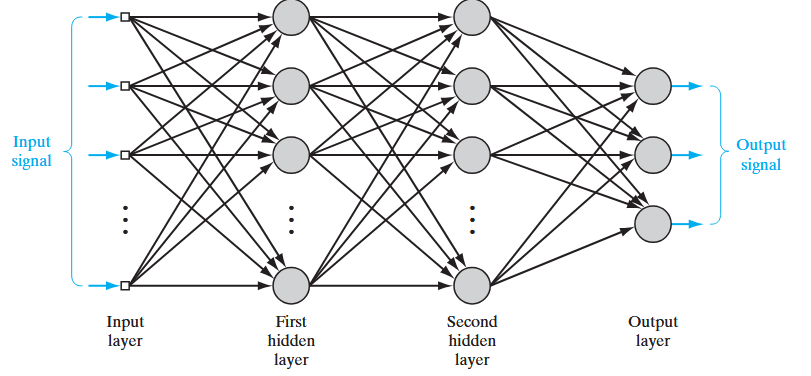 Input
signal
Output
signal
Input
layer
First
hidden
layer
Second
hidden
layer
Output
layer